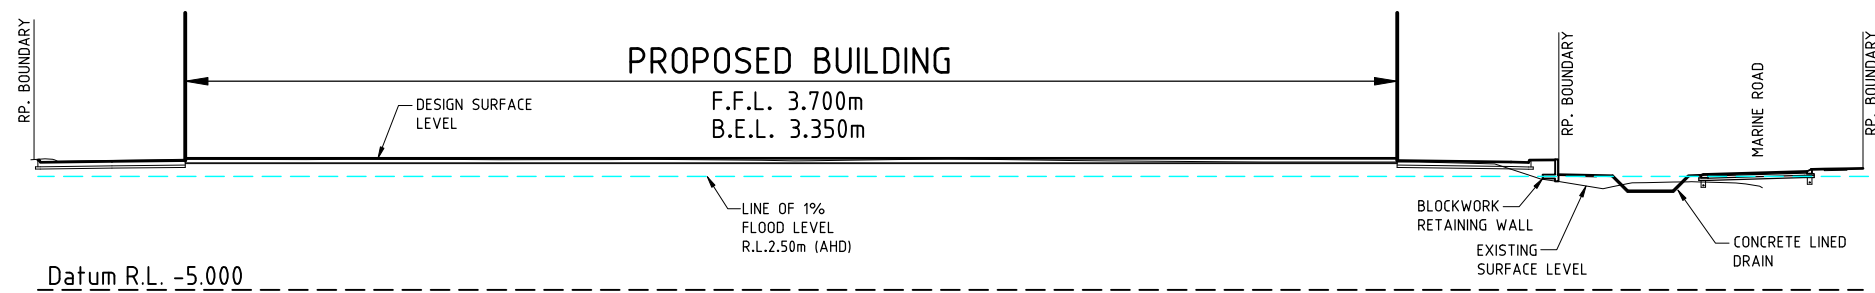 RP. BOUNDARY
PROPOSED BUILDING
F.F.L. 3.700m
B.E.L. 3.350m
DESIGN SURFACE
LEVEL
LINE OF 1%
FLOOD LEVEL
R.L.2.50m (AHD)
RP. BOUNDARY
MARINE ROAD
RP. BOUNDARY
BLOCKWORK
RETAINING WALL
EXISTING
SURFACE LEVEL
CONCRETE LINED
DRAIN
Datum R.L. -5.000